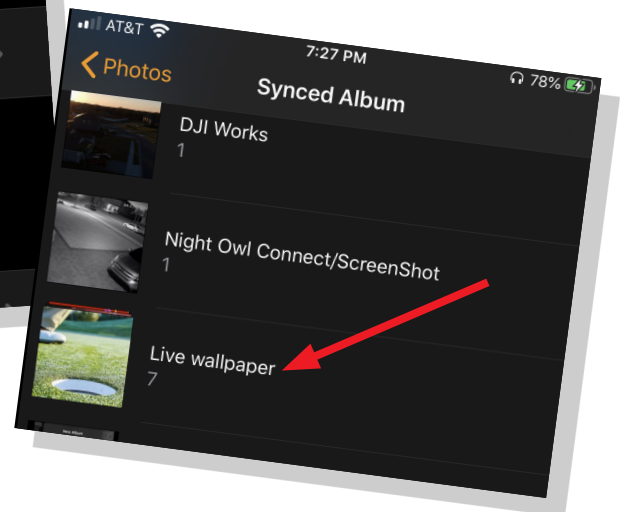 AT&T
7:27 PM
78%
Photos
Synced Album
DJI Works
1
Night Owl Connect/ScreenShot
1
Live wallpaper
7